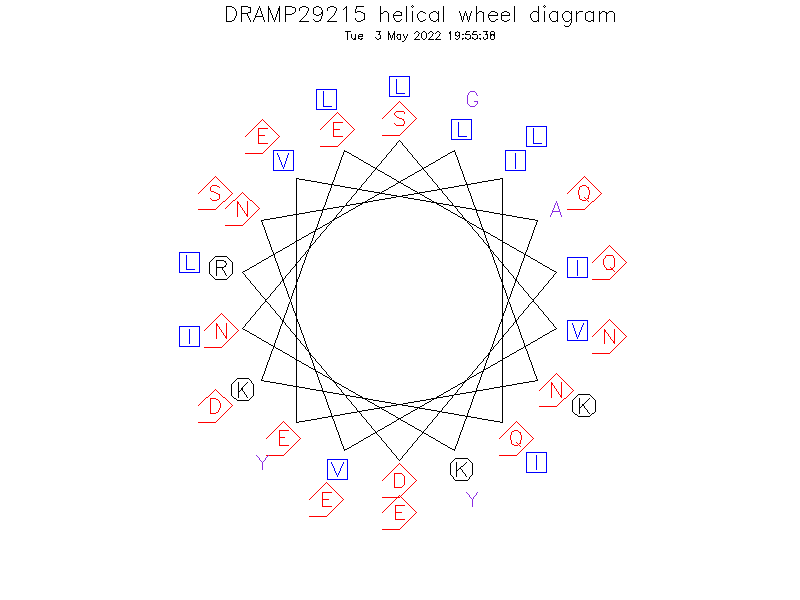 DRAMP29215 helical wheel diagram
Tue 3 May 2022 19:55:38
L
L G
S
E L L
E V I
S N A Q
L R I Q
I N V N
D K N K
Y E Q I
V K
E D Y
E